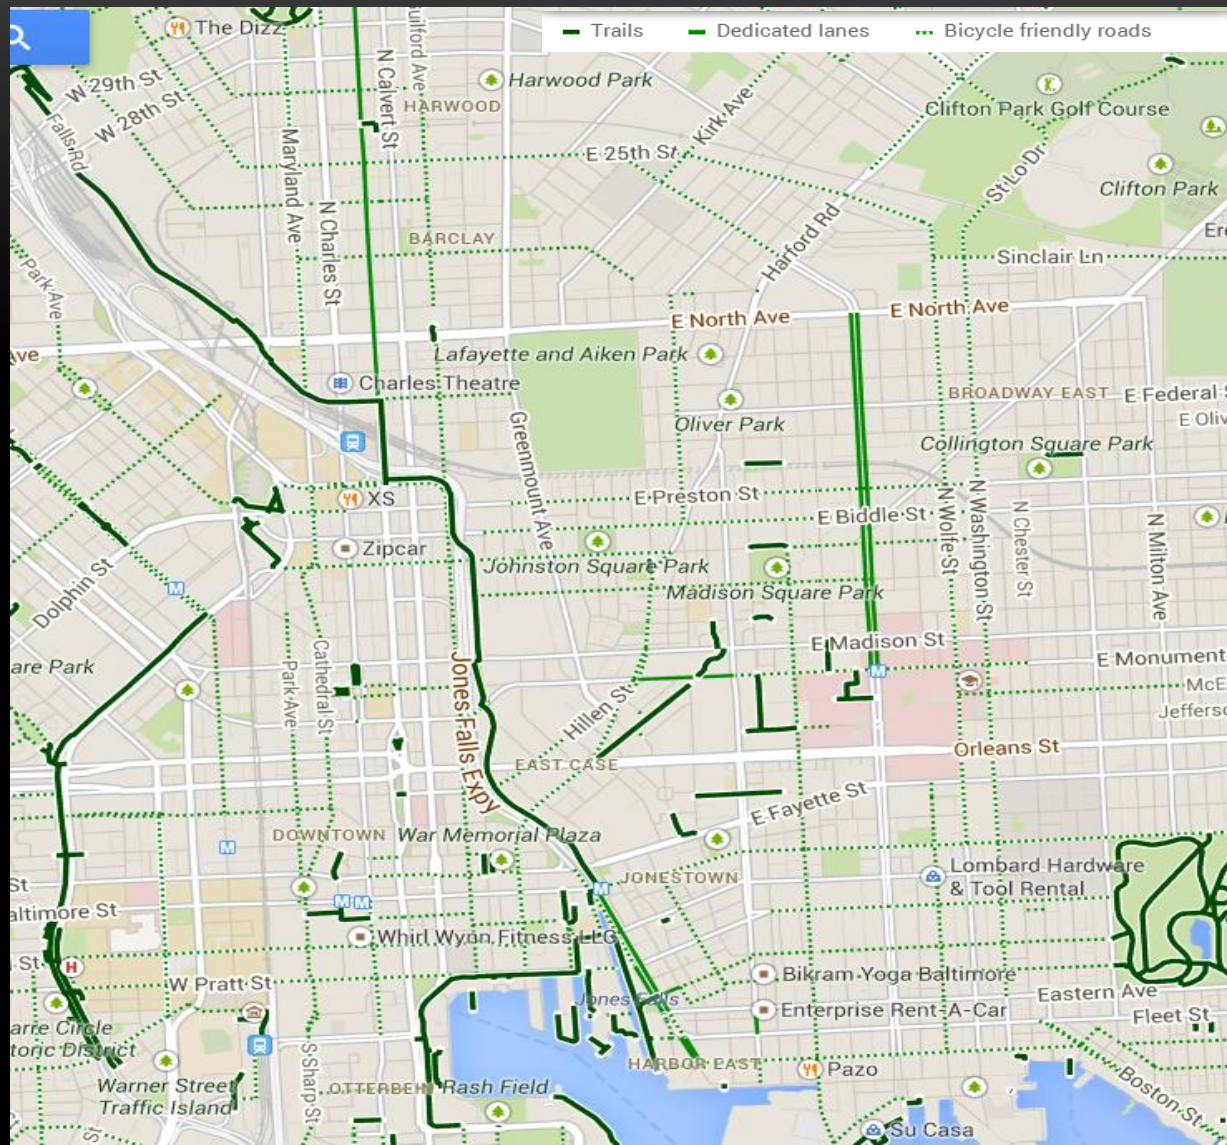 Trails
Dedicated lanes
Bicycle friendly roads
The Dizz
W 29th St
W 28th St
Falls Rd
N Calvert St
Harwood Park
HARWOOD
Kirk Ave
Clifton Park Golf Course
St Lo Dr
Clifton Park
Maryland Ave
N Charles St
E 25th St
BARCLAY
Harford Rd
Sinclair Ln
Park Ave
E North Ave
E North Ave
Lafayette and Aiken Park
Charles Theatre
BROADWAY EAST
E Federal
Oliver Park
Greenmount Ave
Collington Square Park
XS
E Preston St
E Biddle St
N Wolfe St
N Washington St
N Chester St
N Milton Ave
Zipcar
Johnston Square Park
Madison Square Park
Dolphin St
E Madison St
E Monument
are Park
Park Ave
Cathedral St
Jones Falls Expy
Hillen St
Orleans St
EAST CASE
E Fayette St
DOWNTOWN
War Memorial Plaza
JONESTOWN
Lombard Hardware
& Tool Rental
St
altimore St
Whirl Wynn Fitness LLC
St
H
W Pratt St
Bikram Yoga Baltimore
Jones Falls
Enterprise Rent-A-Car
Eastern Ave
Fleet St
arre Circle
toric District
S Sharp St
HARBOR EAST
Pazo
Boston St
Warner Street
Traffic Island
OTTERBEIN
Rash Field
St
Su Casa